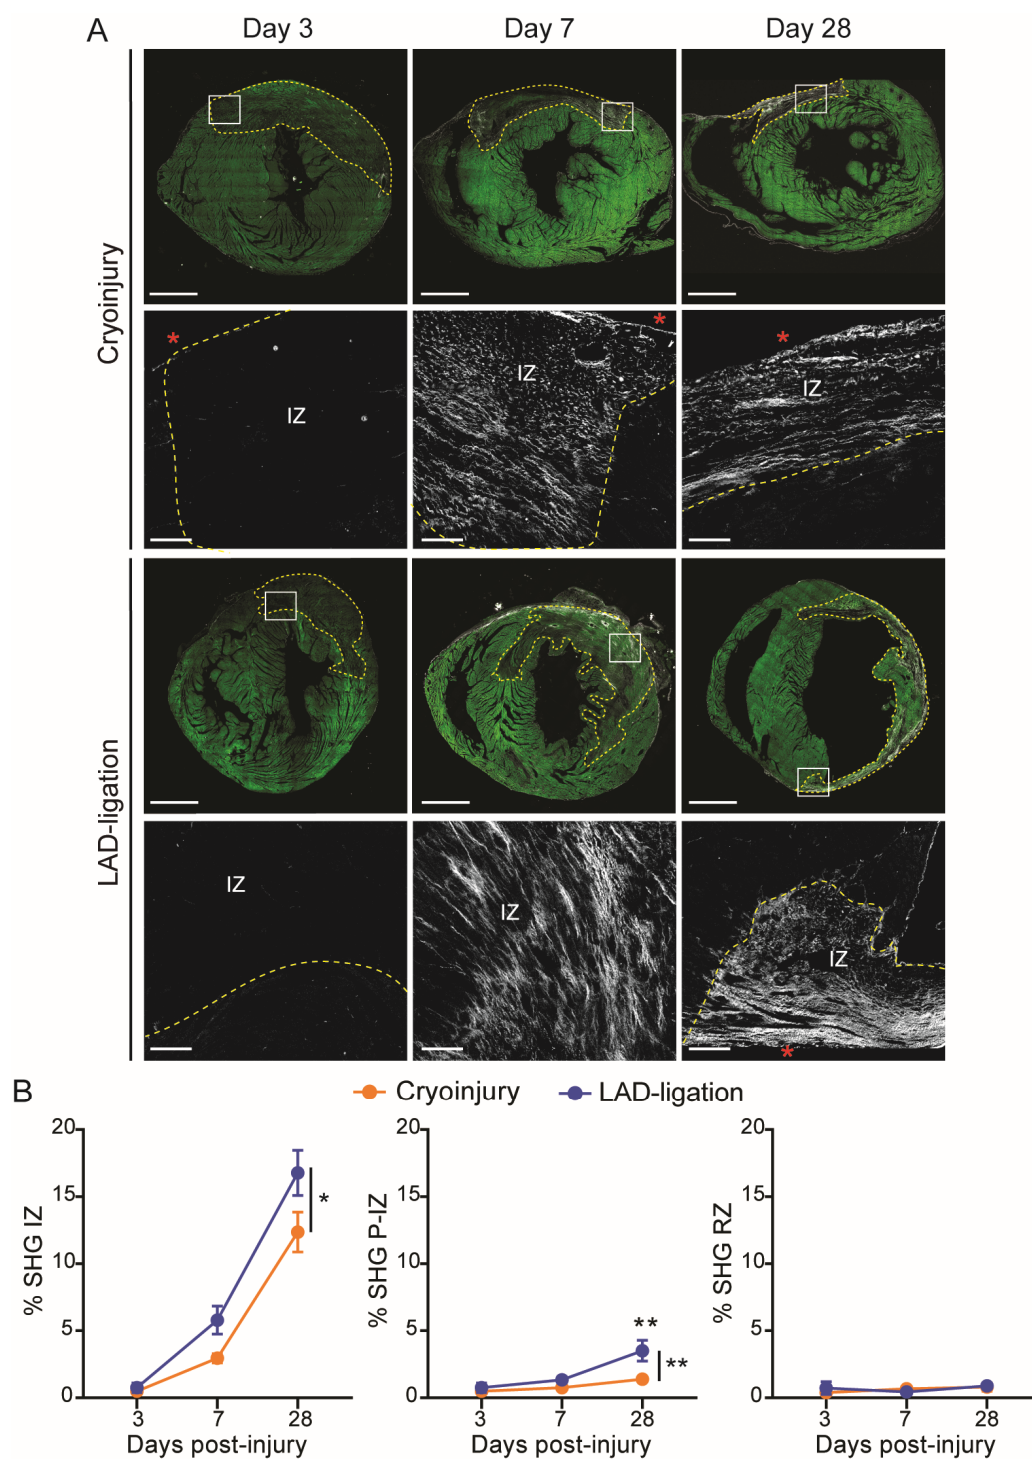 A
Day 3 Day 7 Day 28
Cryoinjury
* * *
IZ IZ IZ
LAD-ligation
IZ IZ IZ
*
B
Cryoinjury LAD-ligation
% SHG IZ
20
15
10
5
0
*
3 7 28
Days post-injury
% SHG P-IZ
20
15
10
5
0
**
**
3 7 28
Days post-injury
% SHG RZ
20
15
10
5
0
3 7 28
Days post-injury